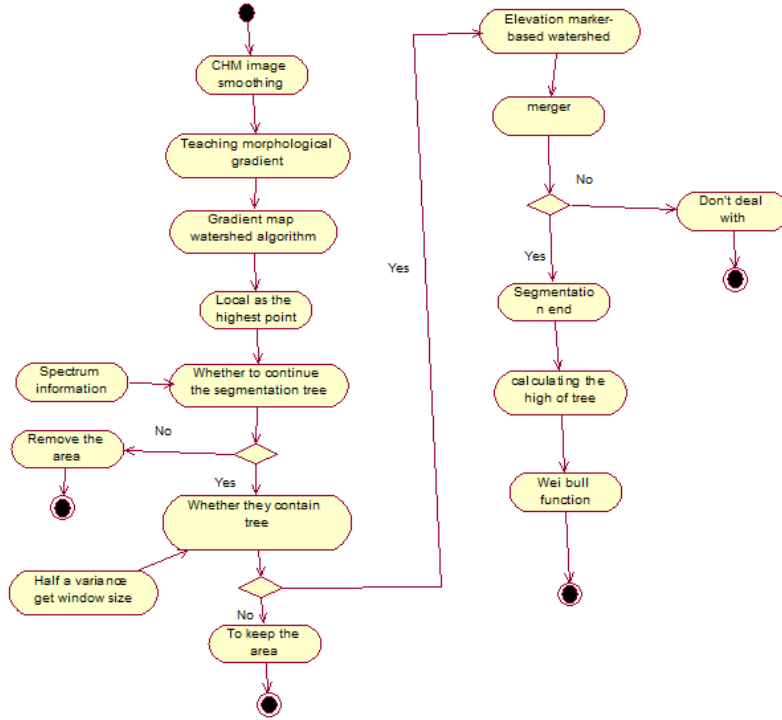 CHM image
smoothing
Teaching morphological
gradient
Gradient map
watershed algorithm
Local as the
highest point
Spectrum
information
Whether to continue
the segmentation tree
No
Remove the
area
Yes
Whether they contain
tree
Half a variance
get window size
No
To keep the
area
Yes
Elevation marker-
based watershed
merger
No
Don't deal
with
Yes
Segmentatio
n end
calculating the
high of tree
Wei bull
function